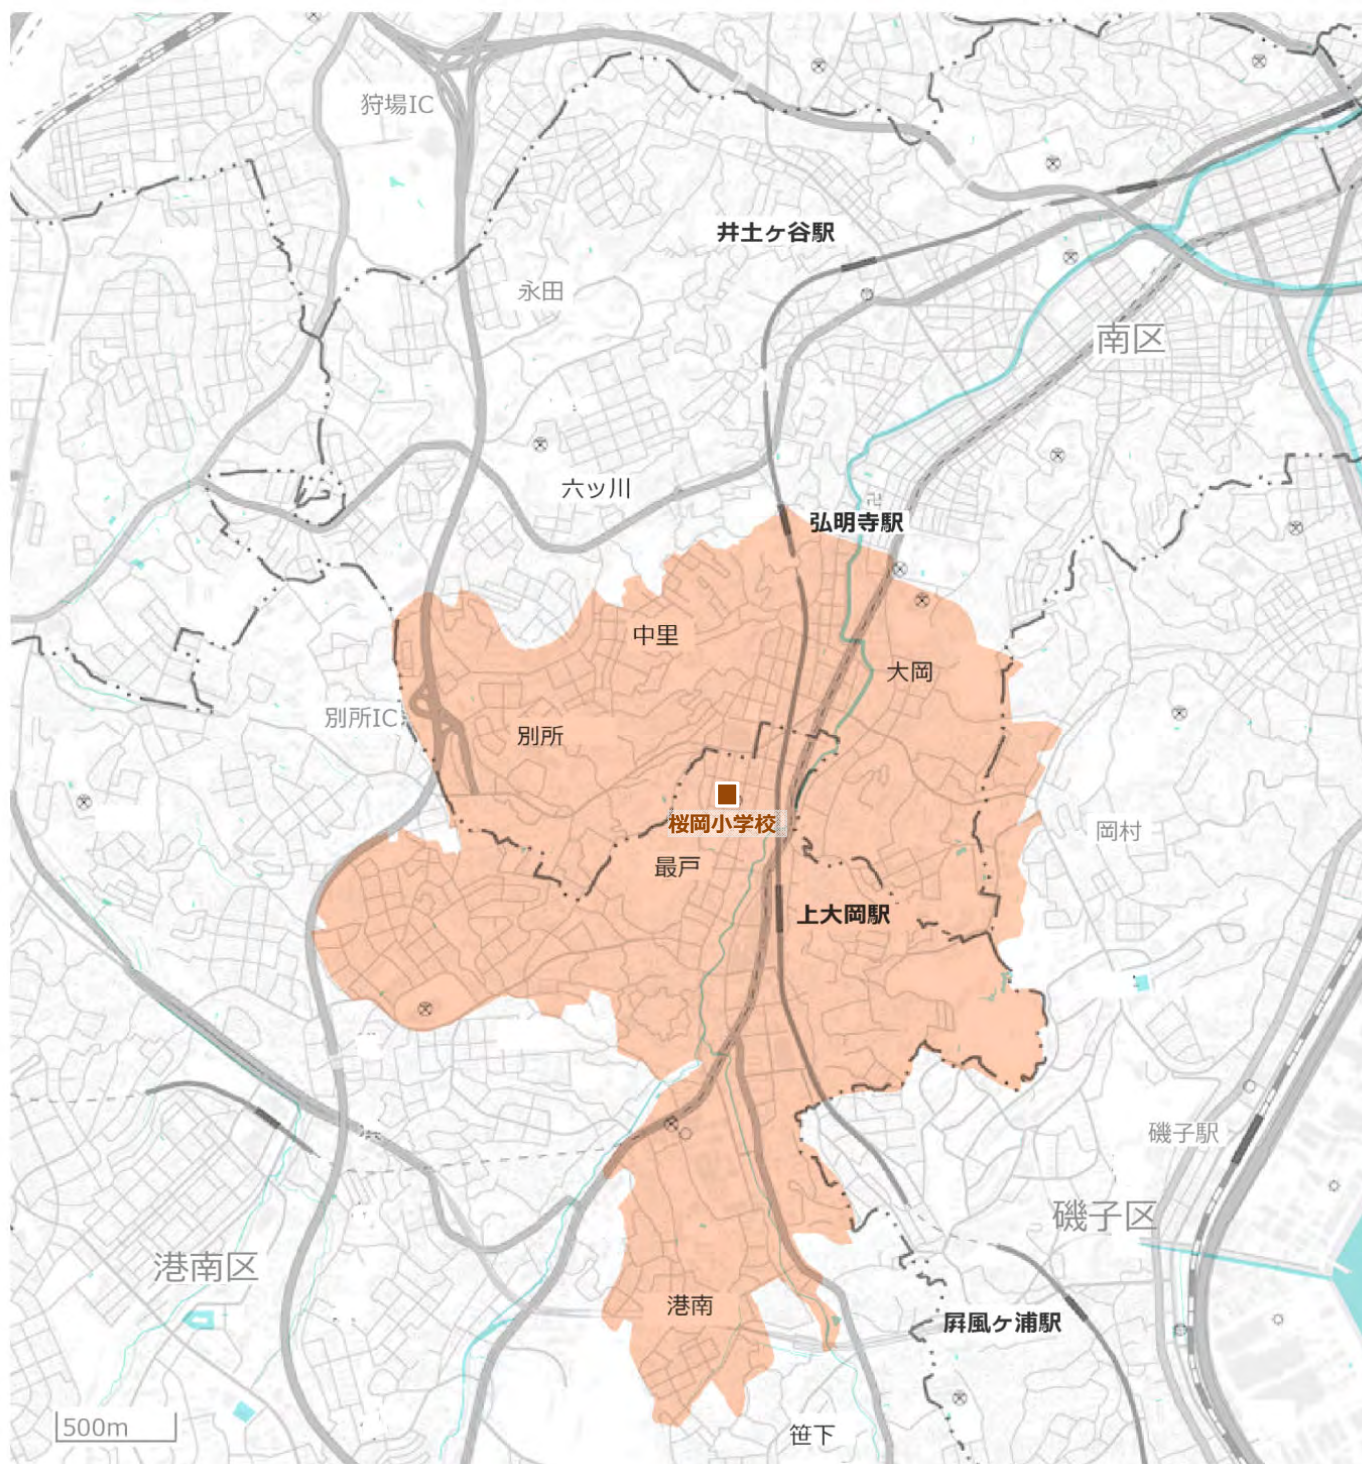 狩場IC
井土ヶ谷駅
永田
南区
六ッ川
弘明寺駅
中里
大岡
別所IC
別所
桜岡小学校
岡村
最戸
上大岡駅
磯子駅
磯子区
港南区
港南
屛風ヶ浦駅
500m
笹下